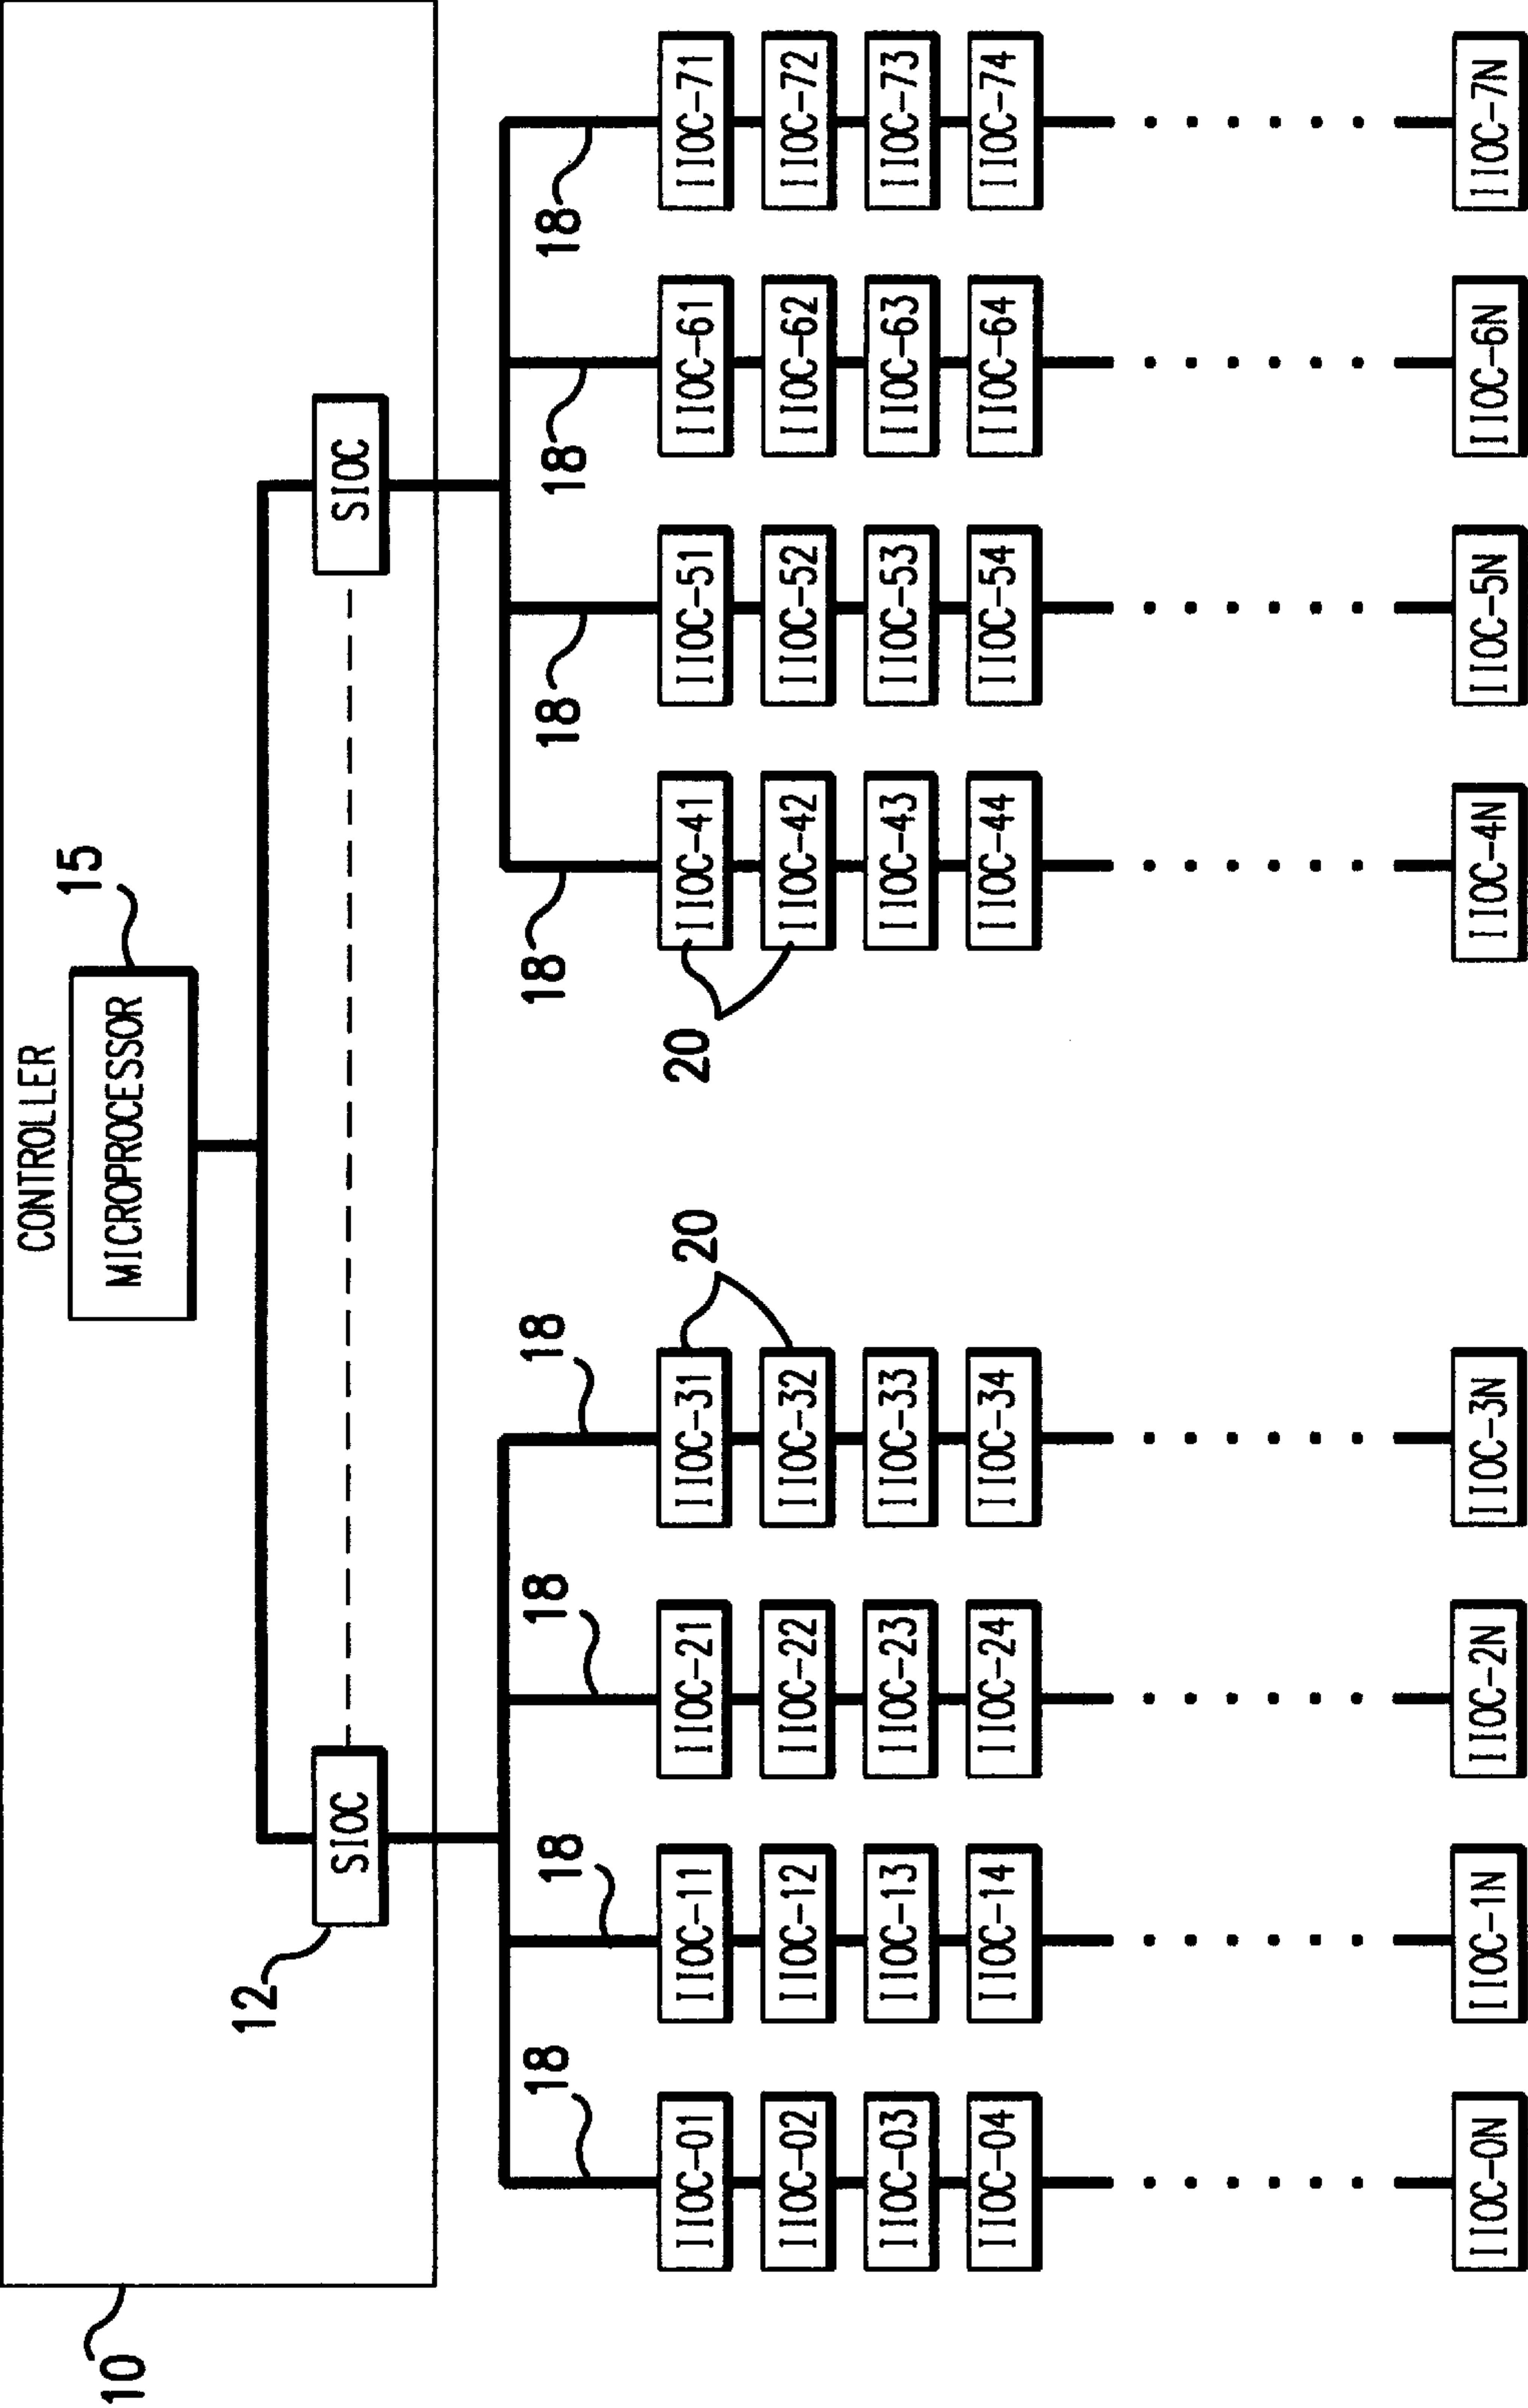 CONTROLLER
10
MICROPROCESSOR
15
12
SIOC
SIOC
18
18
18
18
18
18
18
18
20
20
IIOC-01
IIOC-11
IIOC-21
IIOC-31
IIOC-41
IIOC-51
IIOC-61
IIOC-71
IIOC-02
IIOC-12
IIOC-22
IIOC-32
IIOC-42
IIOC-52
IIOC-62
IIOC-72
IIOC-03
IIOC-13
IIOC-23
IIOC-33
IIOC-43
IIOC-53
IIOC-63
IIOC-73
IIOC-04
IIOC-14
IIOC-24
IIOC-34
IIOC-44
IIOC-54
IIOC-64
IIOC-74
IIOC-0N
IIOC-1N
IIOC-2N
IIOC-3N
IIOC-4N
IIOC-5N
IIOC-6N
IIOC-7N